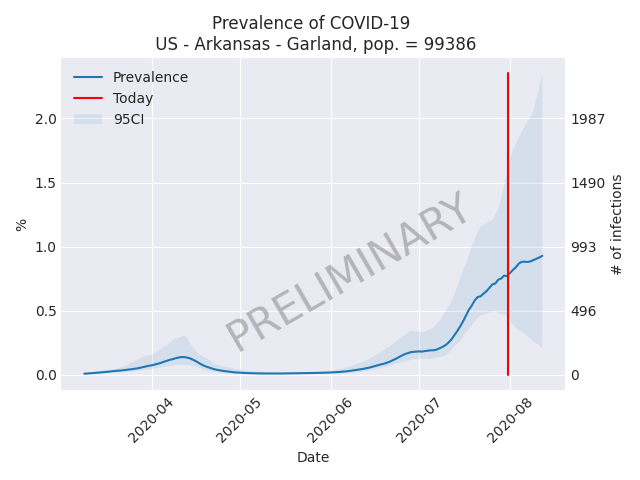 Prevalence of COVID-19
US - Arkansas - Garland, pop. = 99386
Prevalence
Today
95CI
2.0
1.5
1.0
0.5
0.0
%
1987
1490
993
496
0
# of infections
PRELIMINARY
2020-04
2020-05
2020-06
2020-07
2020-08
Date